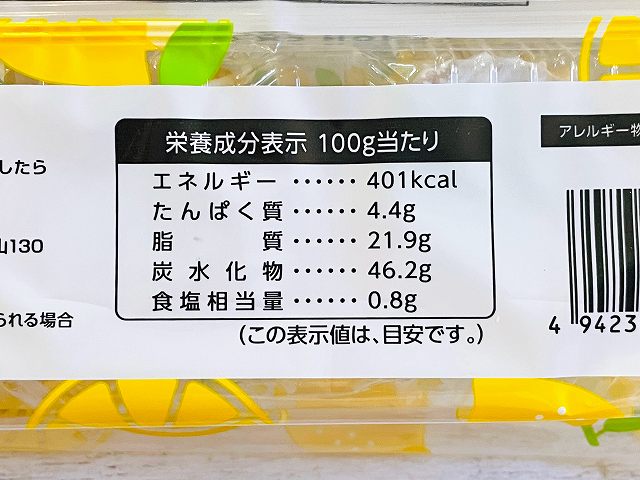 栄養成分表示 100g当たり
エネルギー ‥‥‥ 401kcal
たんぱく質 ‥‥‥ 4.4g
脂質 ‥‥‥ 21.9g
炭水化物 ‥‥‥ 46.2g
食塩相当量 ‥‥‥ 0.8g
(この表示値は、目安です。)
したら
山130
られる場合
アレルギー物
4 9423